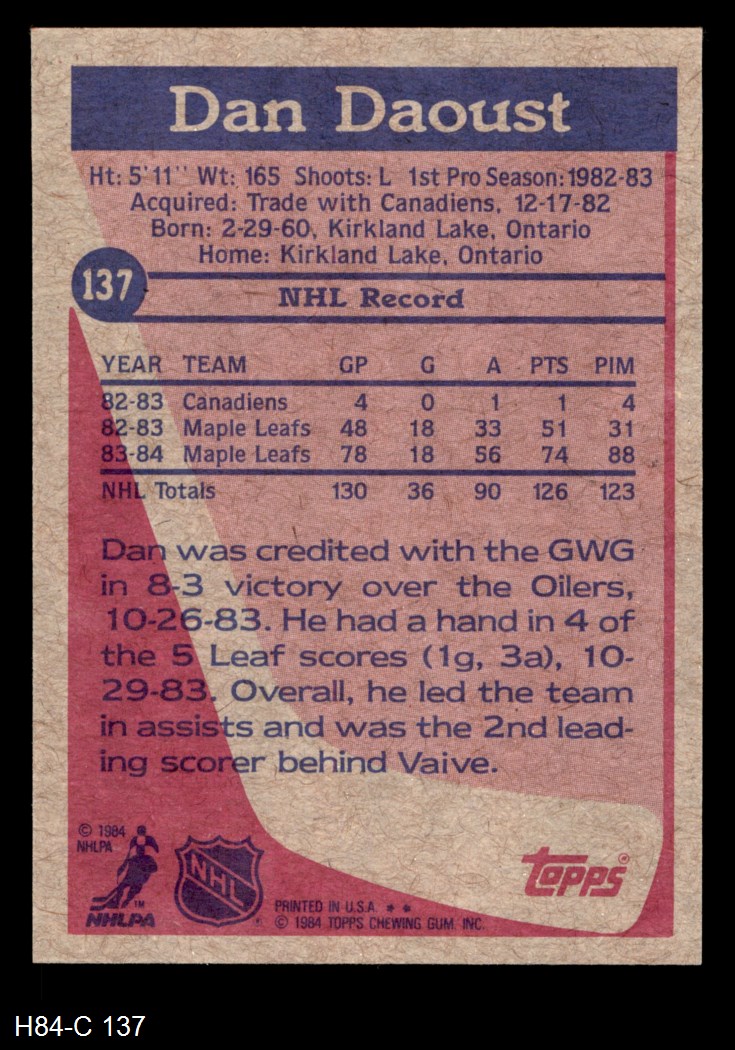 Dan Daoust
Ht: 5'11" Wt: 165 Shoots: L 1st Pro Season: 1982-83
Acquired: Trade with Canadiens, 12-17-82
Born: 2-29-60, Kirkland Lake, Ontario
Home: Kirkland Lake, Ontario
137
NHL Record
YEAR TEAM GP G A PTS PIM
82-83 Canadiens 4 0 1 1 4
82-83 Maple Leafs 48 18 33 51 31
83-84 Maple Leafs 78 18 56 74 88
NHL Totals 130 36 90 126 123
Dan was credited with the GWG
in 8-3 victory over the Oilers,
10-26-83. He had a hand in 4 of
the 5 Leaf scores (1g, 3a), 10-
29-83. Overall, he led the team
in assists and was the 2nd lead-
ing scorer behind Vaive.
© 1984
NHLPA
TM
NHLPA
NHL
PRINTED IN U.S.A. * *
© 1984 TOPPS CHEWING GUM, INC.
topps®
H84-C 137